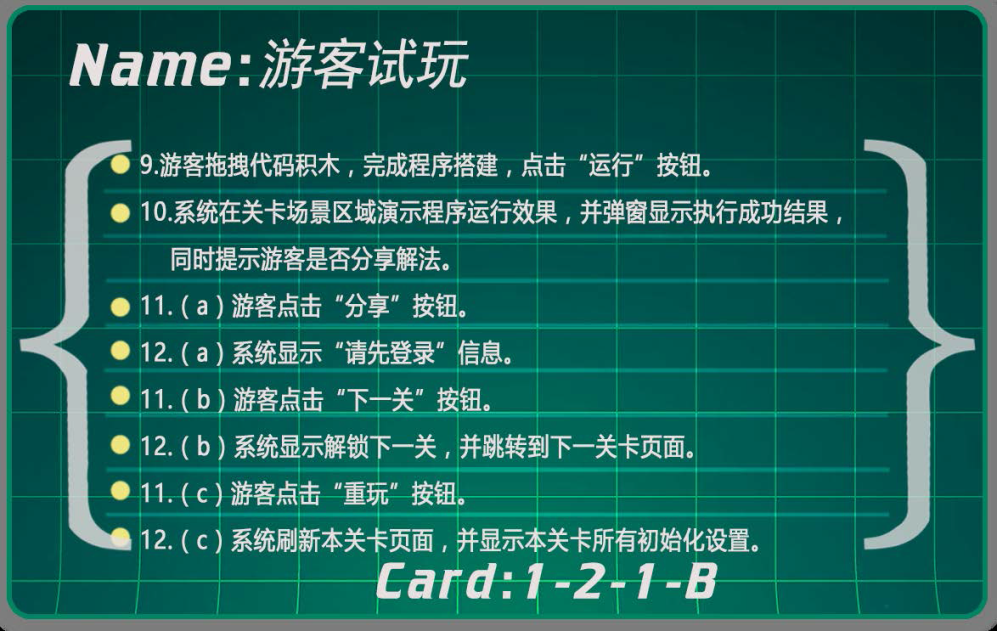 Name:游客试玩
9.游客拖拽代码积木，完成程序搭建，点击“运行”按钮。
10.系统在关卡场景区域演示程序运行效果，并弹窗显示执行成功结果，
同时提示游客是否分享解法。
11.（a）游客点击“分享”按钮。
12.（a）系统显示“请先登录”信息。
11.（b）游客点击“下一关”按钮。
12.（b）系统显示解锁下一关，并跳转到下一关卡页面。
11.（c）游客点击“重玩”按钮。
12.（c）系统刷新本关卡页面，并显示本关卡所有初始化设置。
Card:1-2-1-B